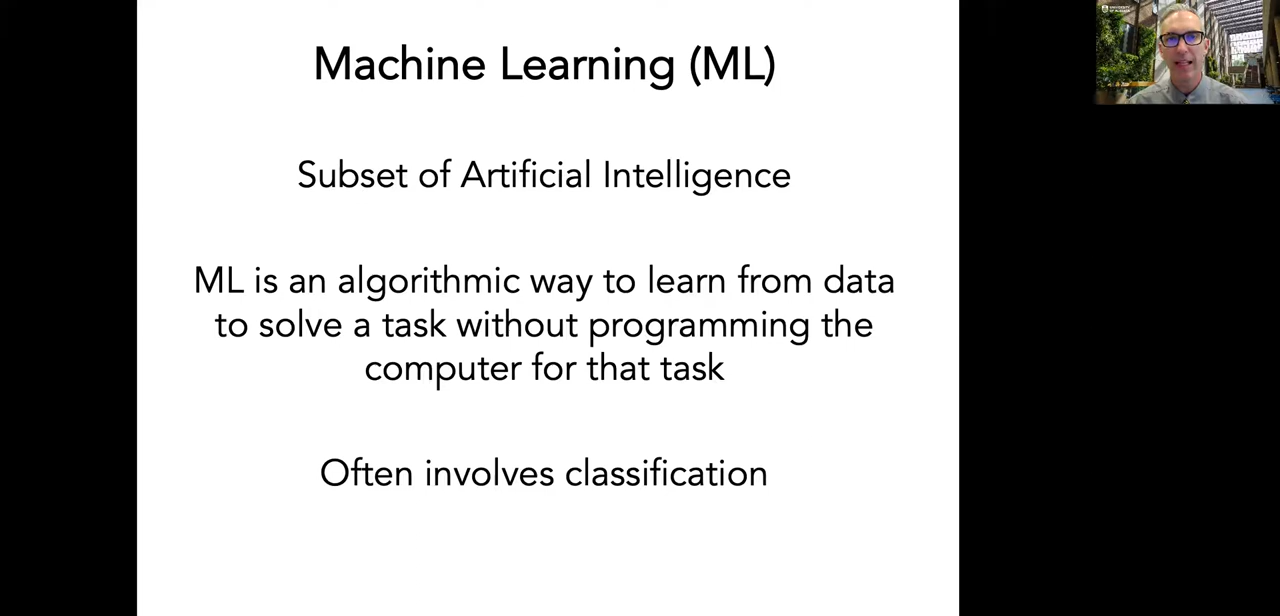 Machine Learning (ML)
Subset of Artificial Intelligence
ML is an algorithmic way to learn from data
to solve a task without programming the
computer for that task
Often involves classification